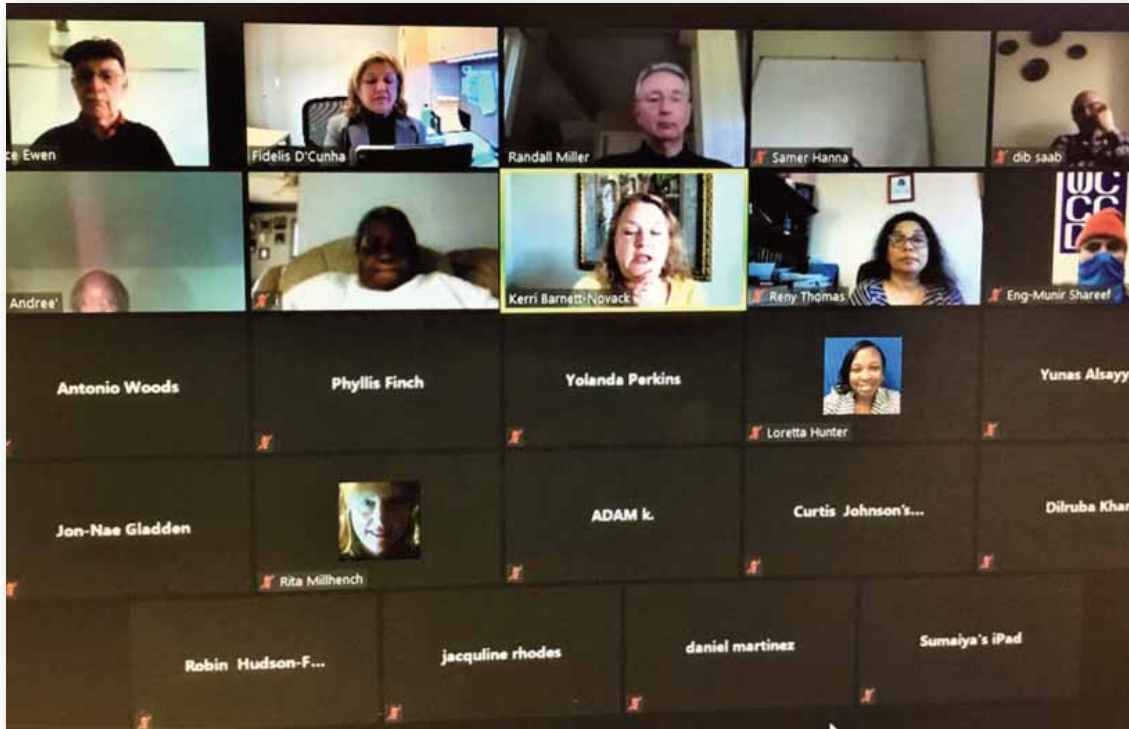 ce Ewen
Fidelis D'Cunha
Randall Miller
Samer Hanna
dib saab
Andree'
i
Kerri Barnett-Novack
Reny Thomas
WC
CC
D
Eng-Munir Shareef
Antonio Woods
Phyllis Finch
Yolanda Perkins
Loretta Hunter
Yunas Alsayy
Jon-Nae Gladden
Rita Millhench
ADAM k.
Curtis Johnson's...
Dilruba Khan
Robin Hudson-F...
jacquline rhodes
daniel martinez
Sumaiya's iPad